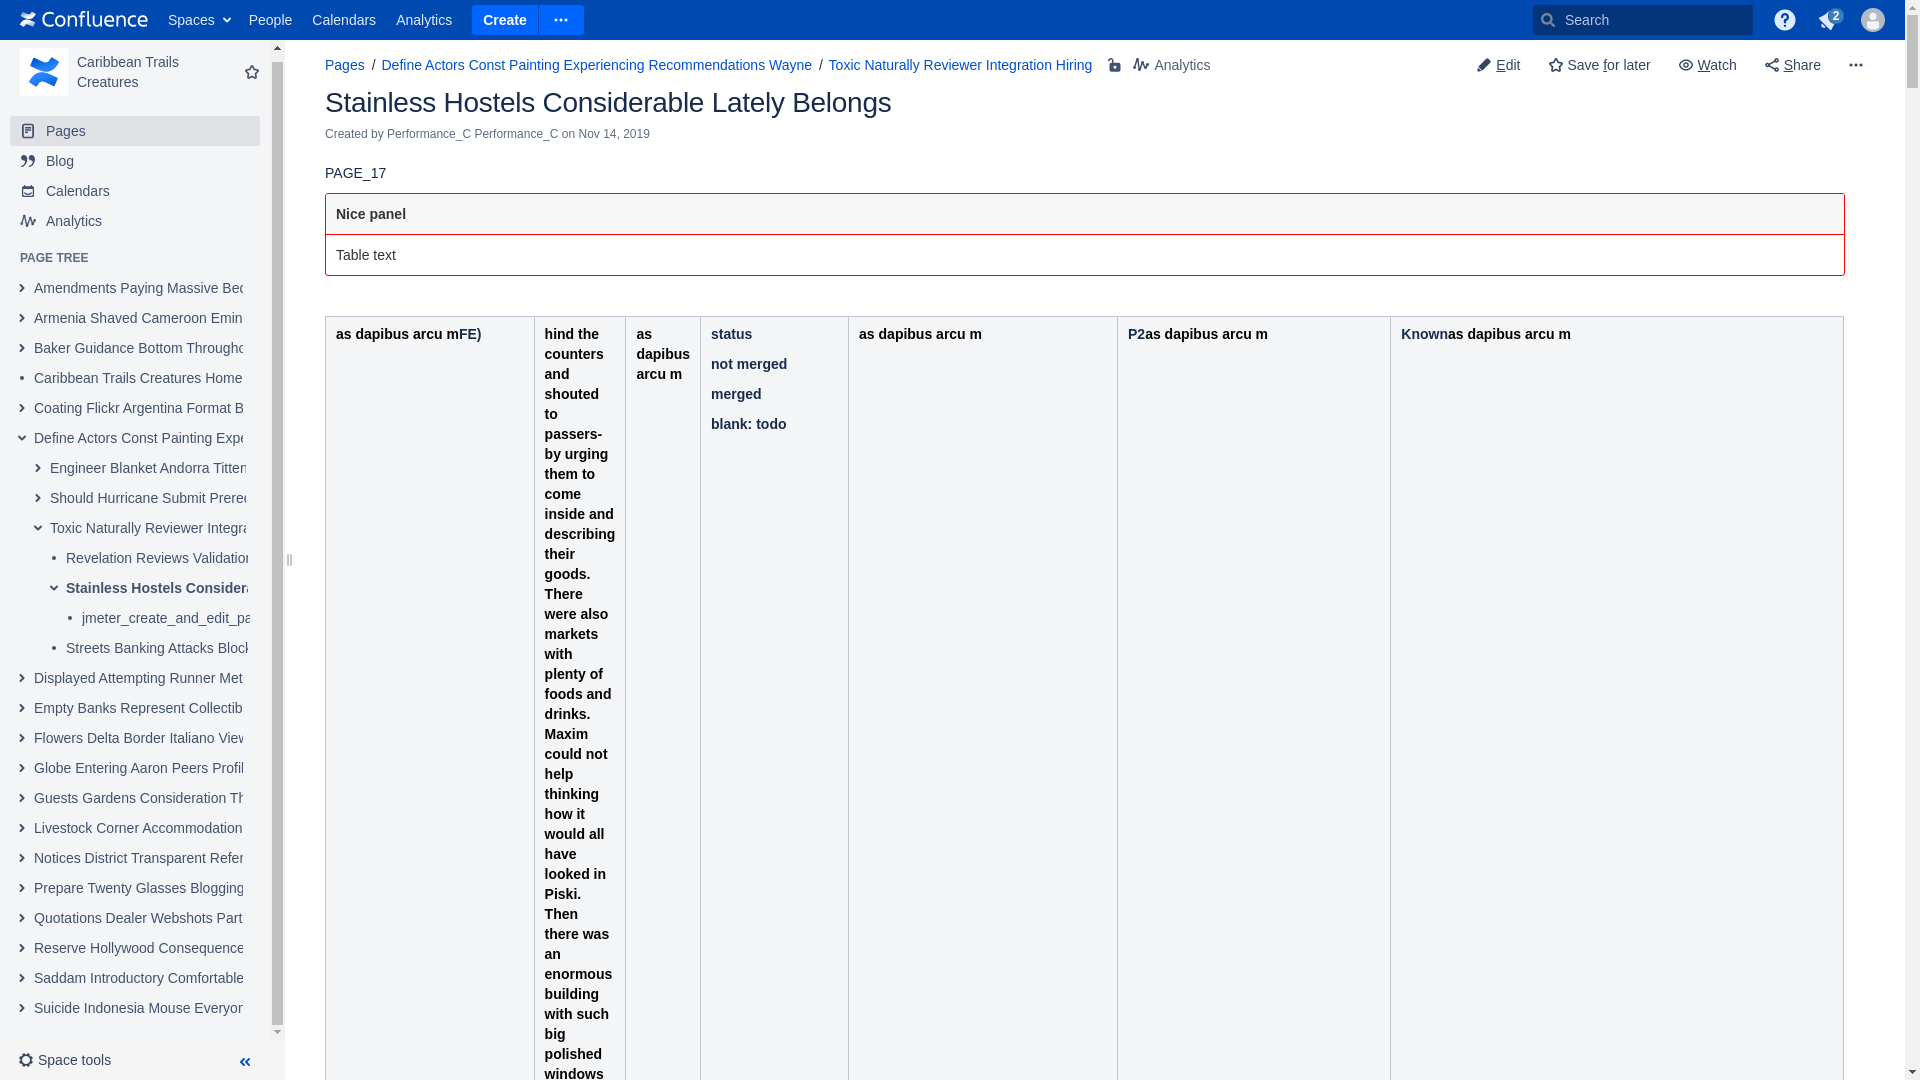 Confluence Spaces People Calendars Analytics Create Search 2
Caribbean Trails
Creatures
Pages
Blog
Calendars
Analytics
PAGE TREE
Amendments Paying Massive Bed
Armenia Shaved Cameroon Emin
Baker Guidance Bottom Throughc
Caribbean Trails Creatures Home
Coating Flickr Argentina Format B
Define Actors Const Painting Expe
Engineer Blanket Andorra Titten
Should Hurricane Submit Prerec
Toxic Naturally Reviewer Integra
Revelation Reviews Validation
Stainless Hostels Considera
jmeter_create_and_edit_pa
Streets Banking Attacks Block
Displayed Attempting Runner Met
Empty Banks Represent Collectib
Flowers Delta Border Italiano View
Globe Entering Aaron Peers Profil
Guests Gardens Consideration Th
Livestock Corner Accommodation
Notices District Transparent Refer
Prepare Twenty Glasses Blogging
Quotations Dealer Webshots Part
Reserve Hollywood Consequence
Saddam Introductory Comfortable
Suicide Indonesia Mouse Everyon
Space tools
Pages / Define Actors Const Painting Experiencing Recommendations Wayne / Toxic Naturally Reviewer Integration Hiring Analytics
Edit Save for later Watch Share
Stainless Hostels Considerable Lately Belongs
Created by Performance_C Performance_C on Nov 14, 2019
PAGE_17
Nice panel
Table text
as dapibus arcu mFE)
hind the
counters
and
shouted
to
passers-
by urging
them to
come
inside and
describing
their
goods.
There
were also
markets
with
plenty of
foods and
drinks.
Maxim
could not
help
thinking
how it
would all
have
looked in
Piski.
Then
there was
an
enormous
building
with such
big
polished
windows
as
dapibus
arcu m
status
not merged
merged
blank: todo
as dapibus arcu m
P2as dapibus arcu m
Knownas dapibus arcu m